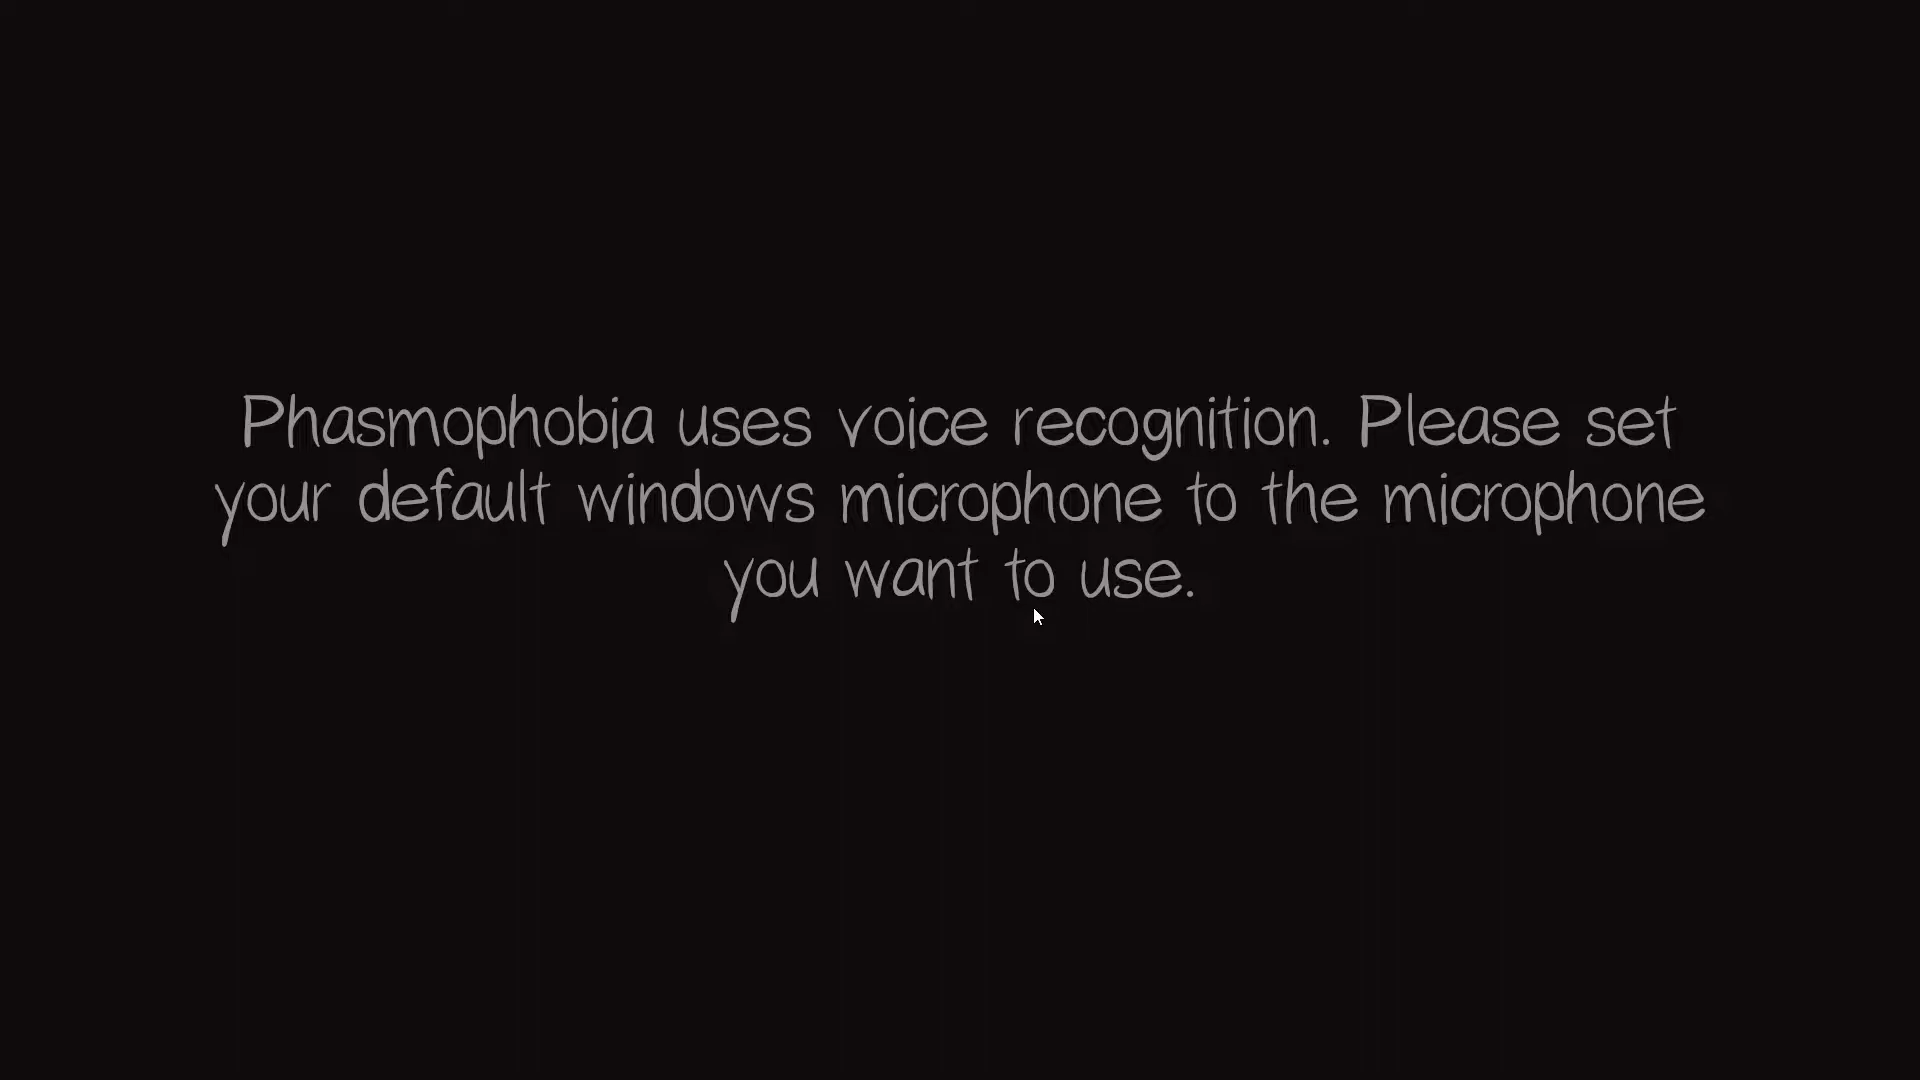 Phasmophobia uses voice recognition. Please set
your default windows microphone to the microphone
you want to use.